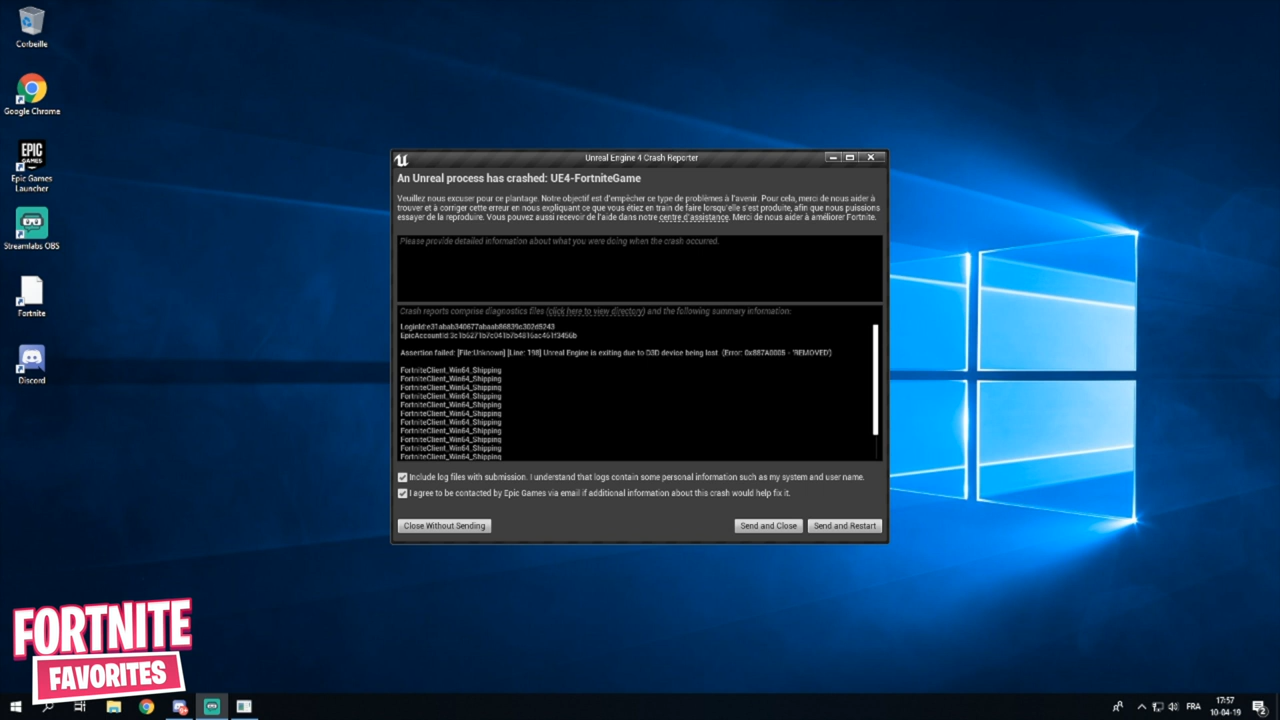 Corbeille
Google Chrome
EPIC
GAMES
Epic Games
Launcher
Streamlabs OBS
Fortnite
Discord
Unreal Engine 4 Crash Reporter
An Unreal process has crashed: UE4-FortniteGame
Veuillez nous excuser pour ce plantage. Notre objectif est d'empêcher ce type de problèmes à l'avenir. Pour cela, merci de nous aider à
trouver et à corriger cette erreur en nous expliquant ce que vous étiez en train de faire lorsqu'elle s'est produite, afin que nous puissions
essayer de la reproduire. Vous pouvez aussi recevoir de l'aide dans notre centre d'assistance. Merci de nous aider à améliorer Fortnite.
Please provide detailed information about what you were doing when the crash occurred.
Crash reports comprise diagnostics files (click here to view directory) and the following summary information:
Assertion failed: [File:Unknown] [Line: 198] Unreal Engine is exiting due to D3D device being lost. (Error: 0x887A0005 - 'REMOVED')
FortniteClient_Win64_Shipping
FortniteClient_Win64_Shipping
FortniteClient_Win64_Shipping
FortniteClient_Win64_Shipping
FortniteClient_Win64_Shipping
FortniteClient_Win64_Shipping
FortniteClient_Win64_Shipping
FortniteClient_Win64_Shipping
FortniteClient_Win64_Shipping
FortniteClient_Win64_Shipping
FortniteClient_Win64_Shipping
Include log files with submission. I understand that logs contain some personal information such as my system and user name.
I agree to be contacted by Epic Games via email if additional information about this crash would help fix it.
Close Without Sending
Send and Close
Send and Restart
FORTNITE
FAVORITES
FRA
17:57
10-04-19
2